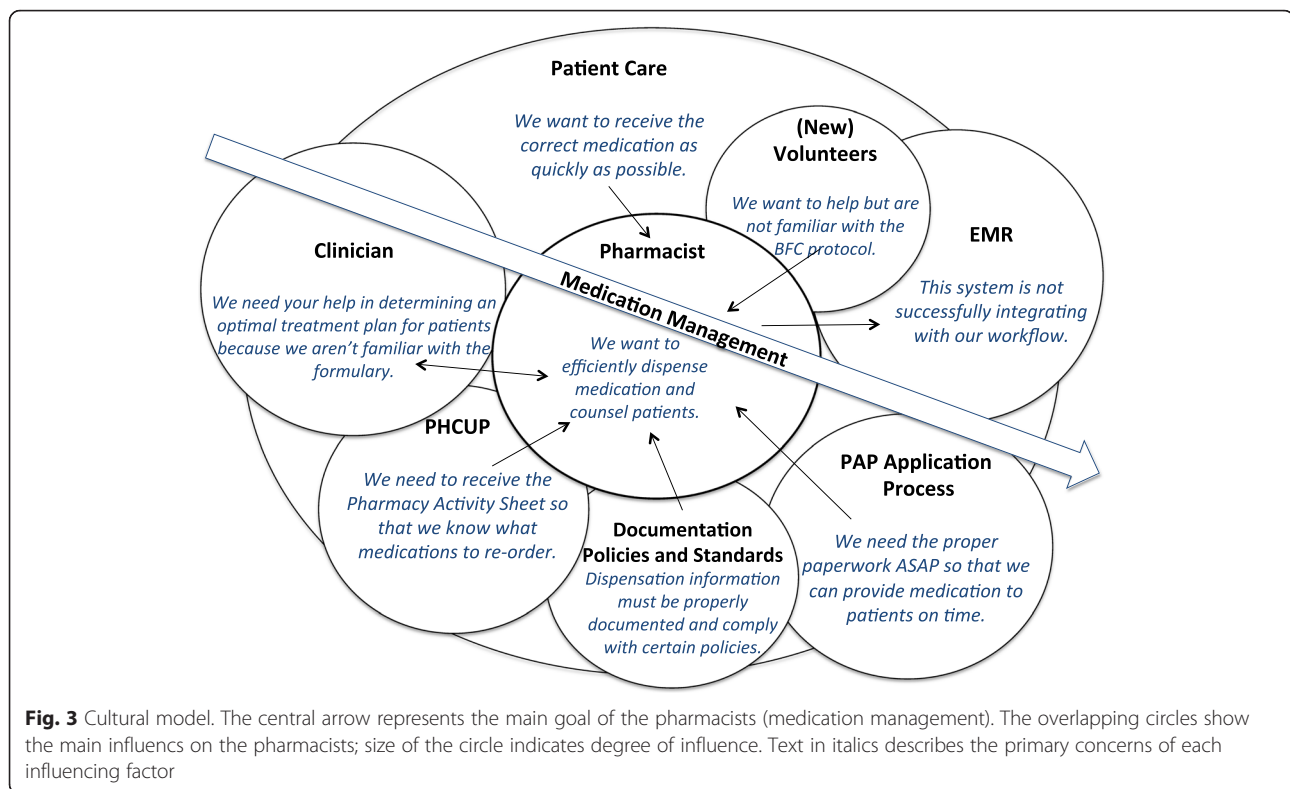 Patient Care
We want to receive the
correct medication as
quickly as possible.
(New)
Volunteers
We want to help but are
not familiar with the
BFC protocol.
EMR
This system is not
successfully integrating
with our workflow.
Clinician
We need your help in determining an
optimal treatment plan for patients
because we aren't familiar with the
formulary.
Pharmacist
Medication Management
We want to
efficiently dispense
medication and
counsel patients.
PHCUP
We need to receive the
Pharmacy Activity Sheet so
that we know what
medications to re-order.
Documentation
Policies and Standards
Dispensation information
must be properly
documented and comply
with certain policies.
PAP Application
Process
We need the proper
paperwork ASAP so that we
can provide medication to
patients on time.
Fig. 3 Cultural model. The central arrow represents the main goal of the pharmacists (medication management). The overlapping circles show
the main influencs on the pharmacists; size of the circle indicates degree of influence. Text in italics describes the primary concerns of each
influencing factor